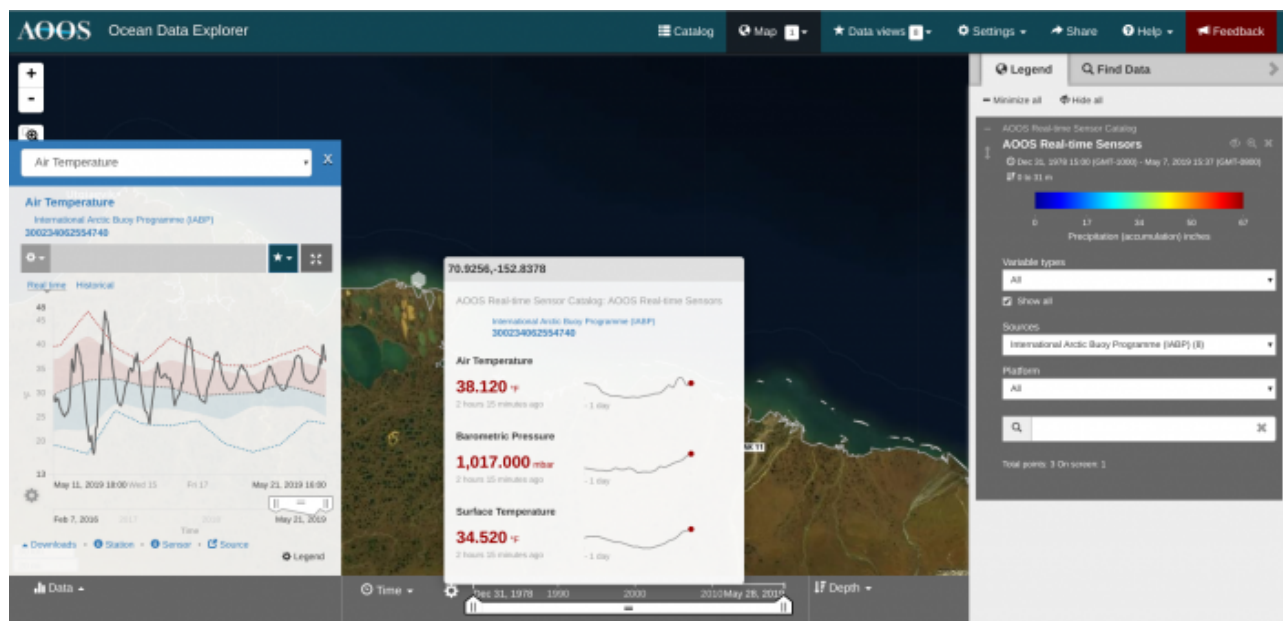 AOOS Ocean Data Explorer
Catalog
Map 1
Data views
Settings
Share
Help
Feedback
+
-
Air Temperature
X
Air Temperature
International Arctic Buoy Programme (IABP)
300234062554740
Real time Historical
48
45
40
35
30
25
20
13
°F
May 11, 2019 18:00 Wed 15 Fri 17 May 21, 2019 16:00
Feb 7, 2016 2017 2018 May 21, 2019
Time
Downloads Station Sensor Source
Legend
70.9256,-152.8378
AOOS Real-time Sensor Catalog: AOOS Real-time Sensors
International Arctic Buoy Programme (IABP)
300234062554740
Air Temperature
38.120 °F
2 hours 15 minutes ago
- 1 day
Barometric Pressure
1,017.000 mbar
2 hours 15 minutes ago
- 1 day
Surface Temperature
34.520 °F
2 hours 15 minutes ago
- 1 day
Legend
Find Data
Minimize all Hide all
AOOS Real-time Sensor Catalog
AOOS Real-time Sensors
Dec 31, 1978 15:00 (GMT-1000) - May 7, 2019 15:37 (GMT-0800)
0 to 31 m
0 17 34 50 67
Precipitation (accumulation) inches
Variable types
All
Show all
Sources
International Arctic Buoy Programme (IABP) (8)
Platform
All
Total points: 3 On screen: 1
Data
Time
Dec 31, 1978 1990 2000 2010 May 28, 2019
Depth